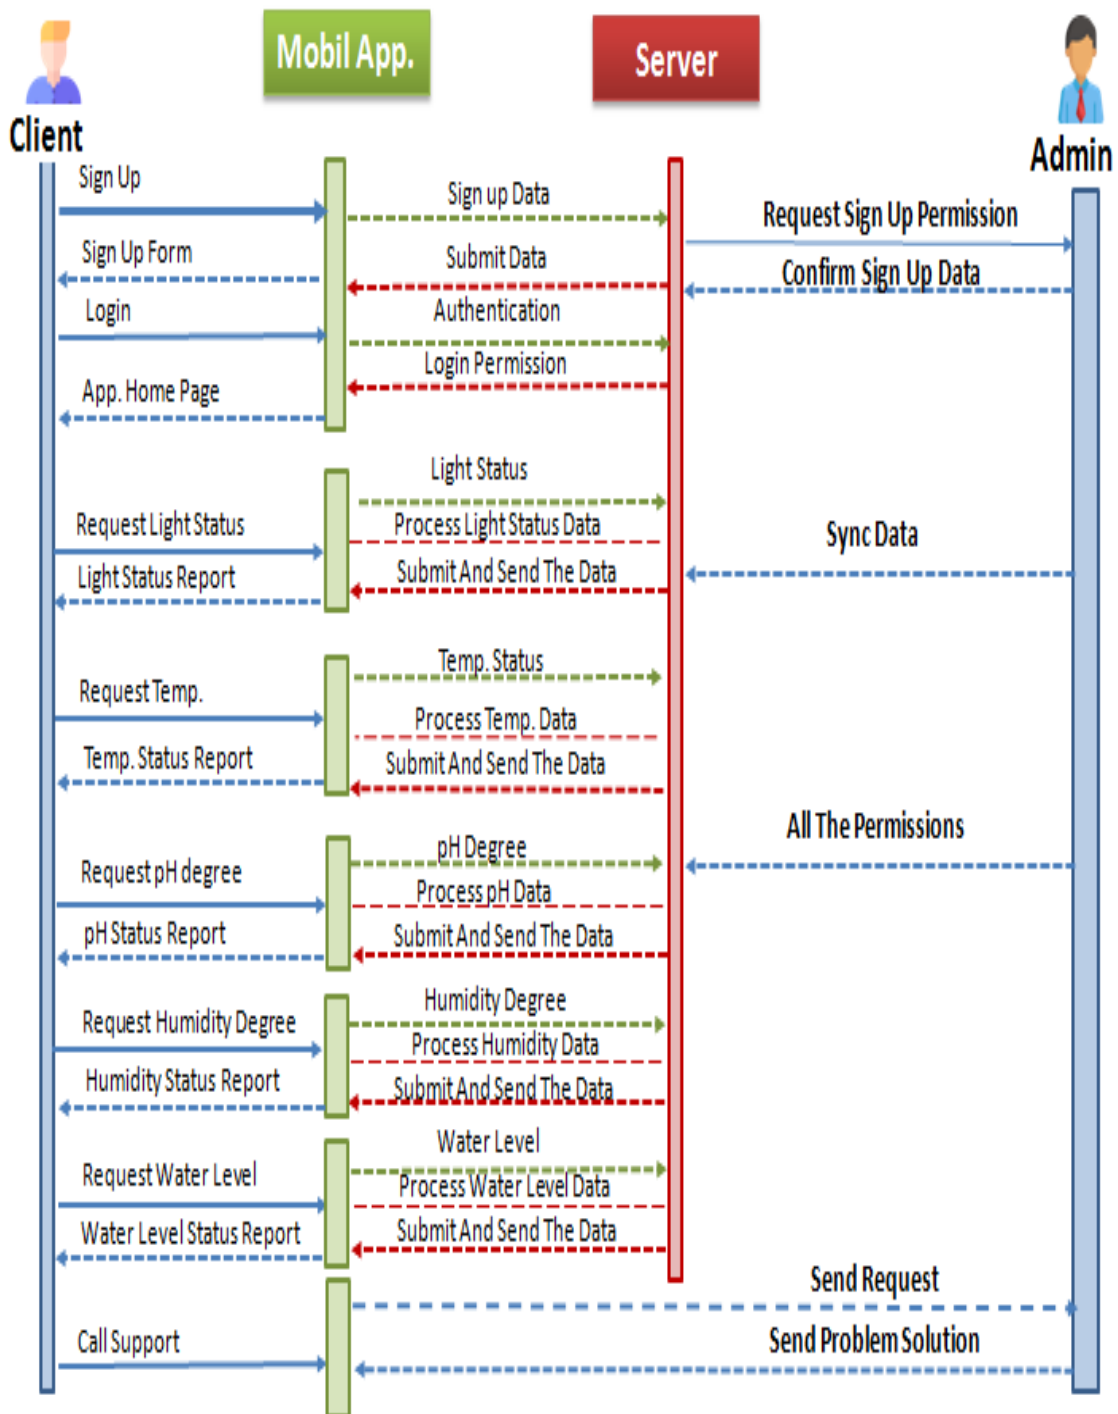 Mobil App.
Server
Client
Admin
Sign Up
Sign up Data
Request Sign Up Permission
Sign Up Form
Submit Data
Confirm Sign Up Data
Login
Authentication
Login Permission
App. Home Page
Light Status
Request Light Status
Process Light Status Data
Sync Data
Light Status Report
Submit And Send The Data
Temp. Status
Request Temp.
Process Temp. Data
Temp. Status Report
Submit And Send The Data
All The Permissions
pH Degree
Request pH degree
Process pH Data
pH Status Report
Submit And Send The Data
Humidity Degree
Request Humidity Degree
Process Humidity Data
Humidity Status Report
Submit And Send The Data
Water Level
Request Water Level
Process Water Level Data
Water Level Status Report
Submit And Send The Data
Send Request
Call Support
Send Problem Solution